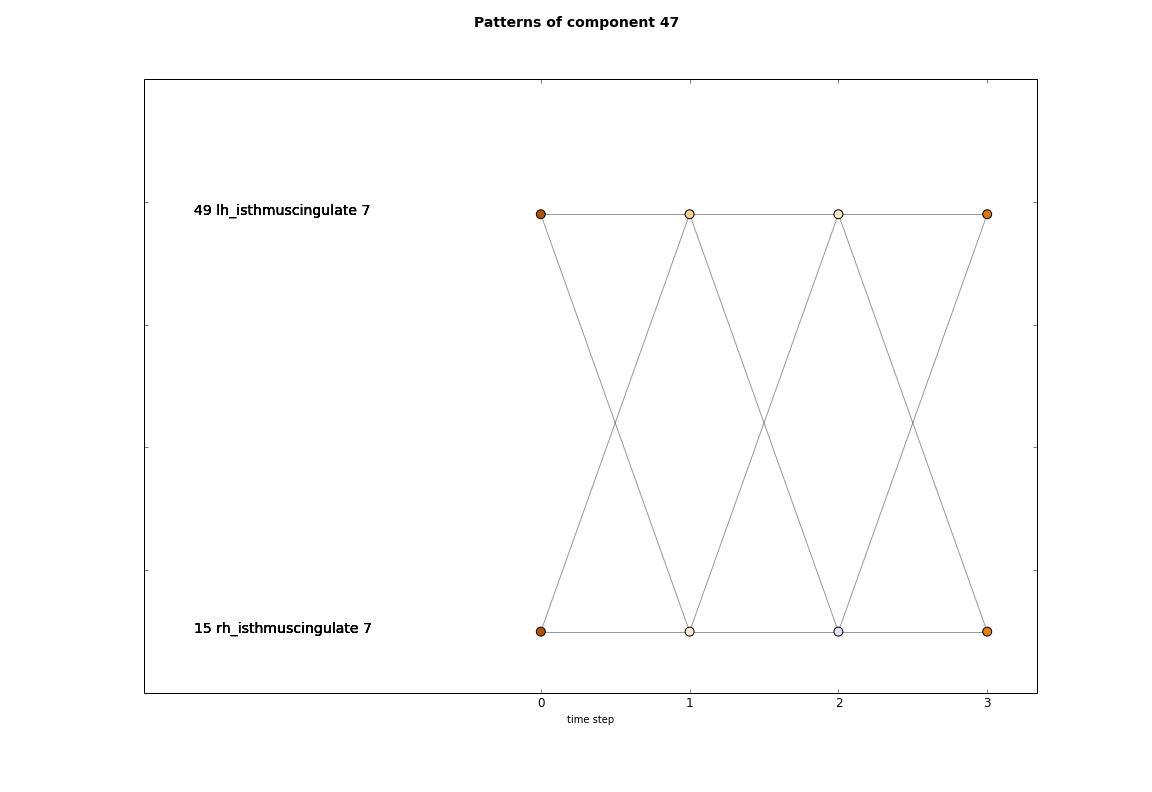 Patterns of component 47
49 lh_isthmuscingulate 7
15 rh_isthmuscingulate 7
0 1 2 3
time step